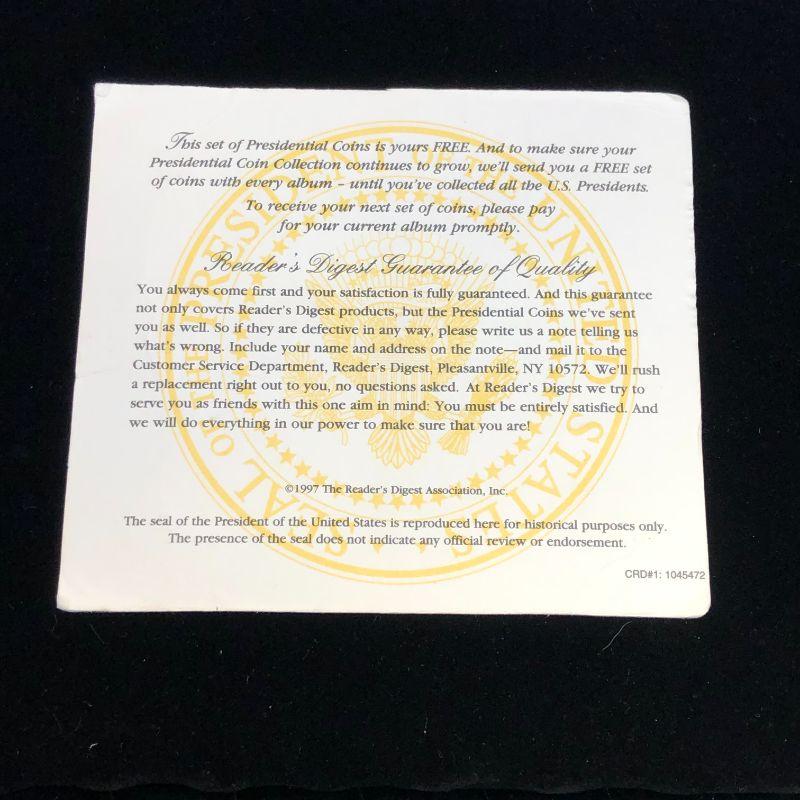 This set of Presidential Coins is yours FREE. And to make sure your
Presidential Coin Collection continues to grow, we'll send you a FREE set
of coins with every album – until you've collected all the U.S. Presidents.
To receive your next set of coins, please pay
for your current album promptly.
Reader's Digest Guarantee of Quality
You always come first and your satisfaction is fully guaranteed. And this guarantee
not only covers Reader's Digest products, but the Presidential Coins we've sent
you as well. So if they are defective in any way, please write us a note telling us
what's wrong. Include your name and address on the note—and mail it to the
Customer Service Department, Reader's Digest, Pleasantville, NY 10572. We'll rush
a replacement right out to you, no questions asked. At Reader's Digest we try to
serve you as friends with this one aim in mind: You must be entirely satisfied. And
we will do everything in our power to make sure that you are!
©1997 The Reader's Digest Association, Inc.
The seal of the President of the United States is reproduced here for historical purposes only.
The presence of the seal does not indicate any official review or endorsement.
CRD#1: 1045472
SEAL OF THE PRESIDENT OF THE UNITED STATES